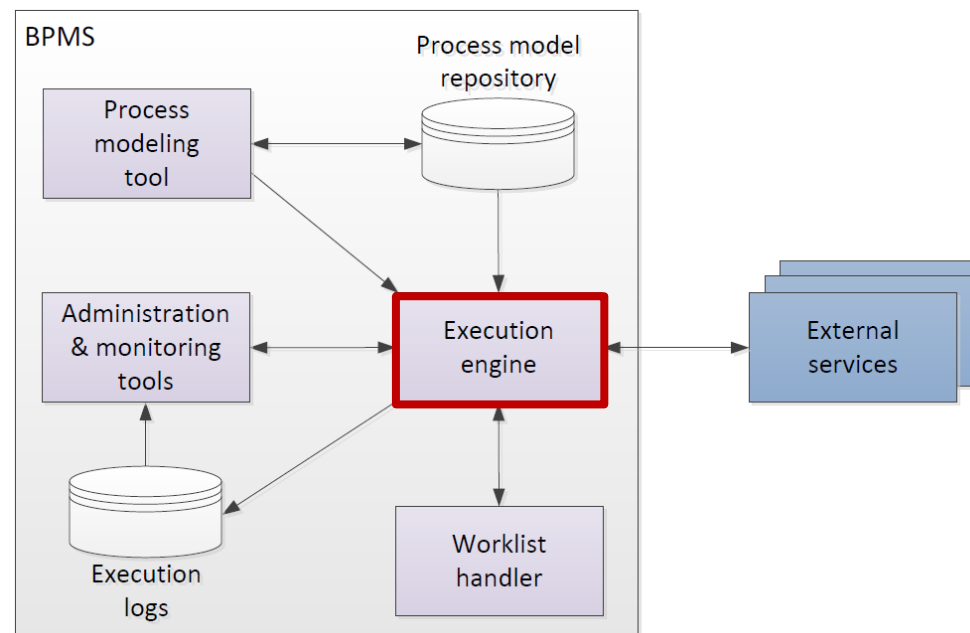 BPMS
Process model
repository
Process
modeling
tool
Administration
& monitoring
tools
Execution
engine
External
services
Execution
logs
Worklist
handler